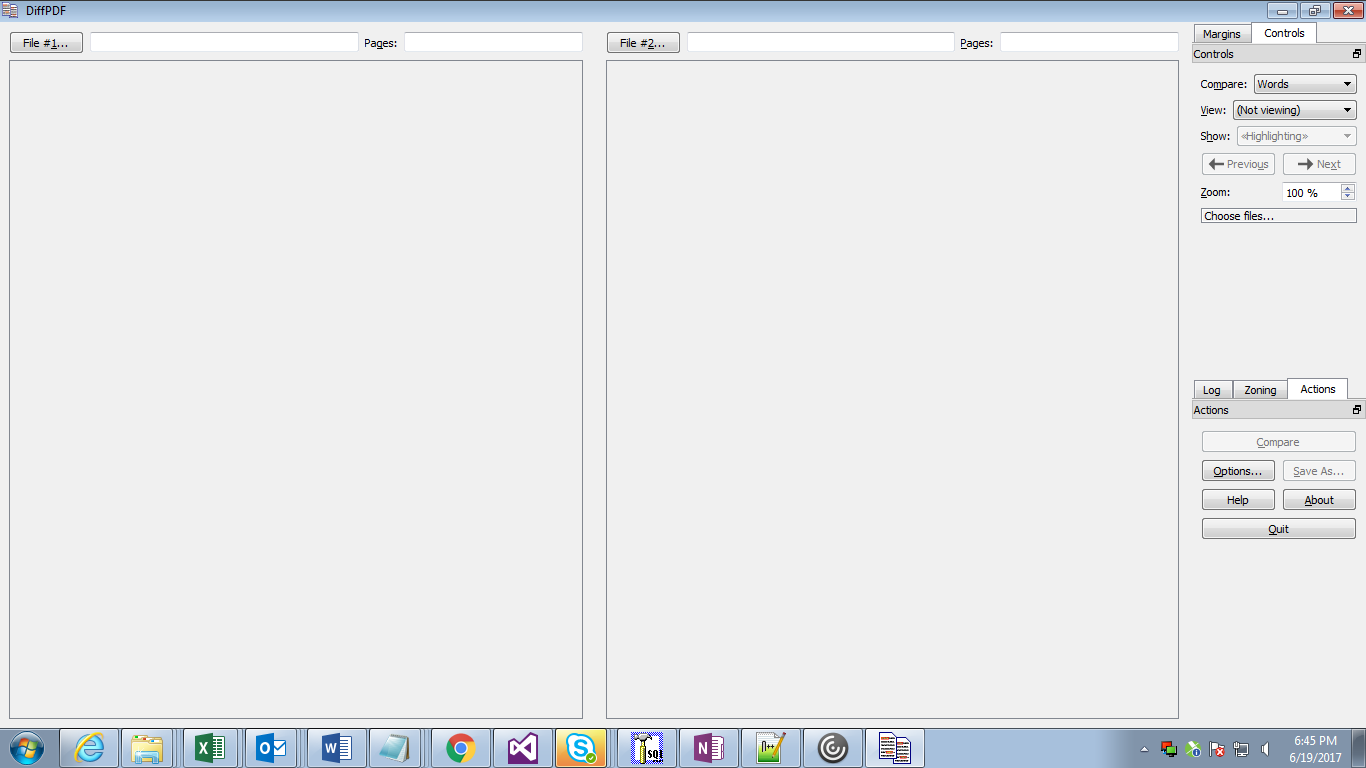 DiffPDF
File #1... Pages: File #2... Pages:
Margins Controls
Controls
Compare: Words
View: (Not viewing)
Show: «Highlighting»
Previous Next
Zoom: 100 %
Choose files...
Log Zoning Actions
Actions
Compare
Options... Save As...
Help About
Quit
6:45 PM
6/19/2017